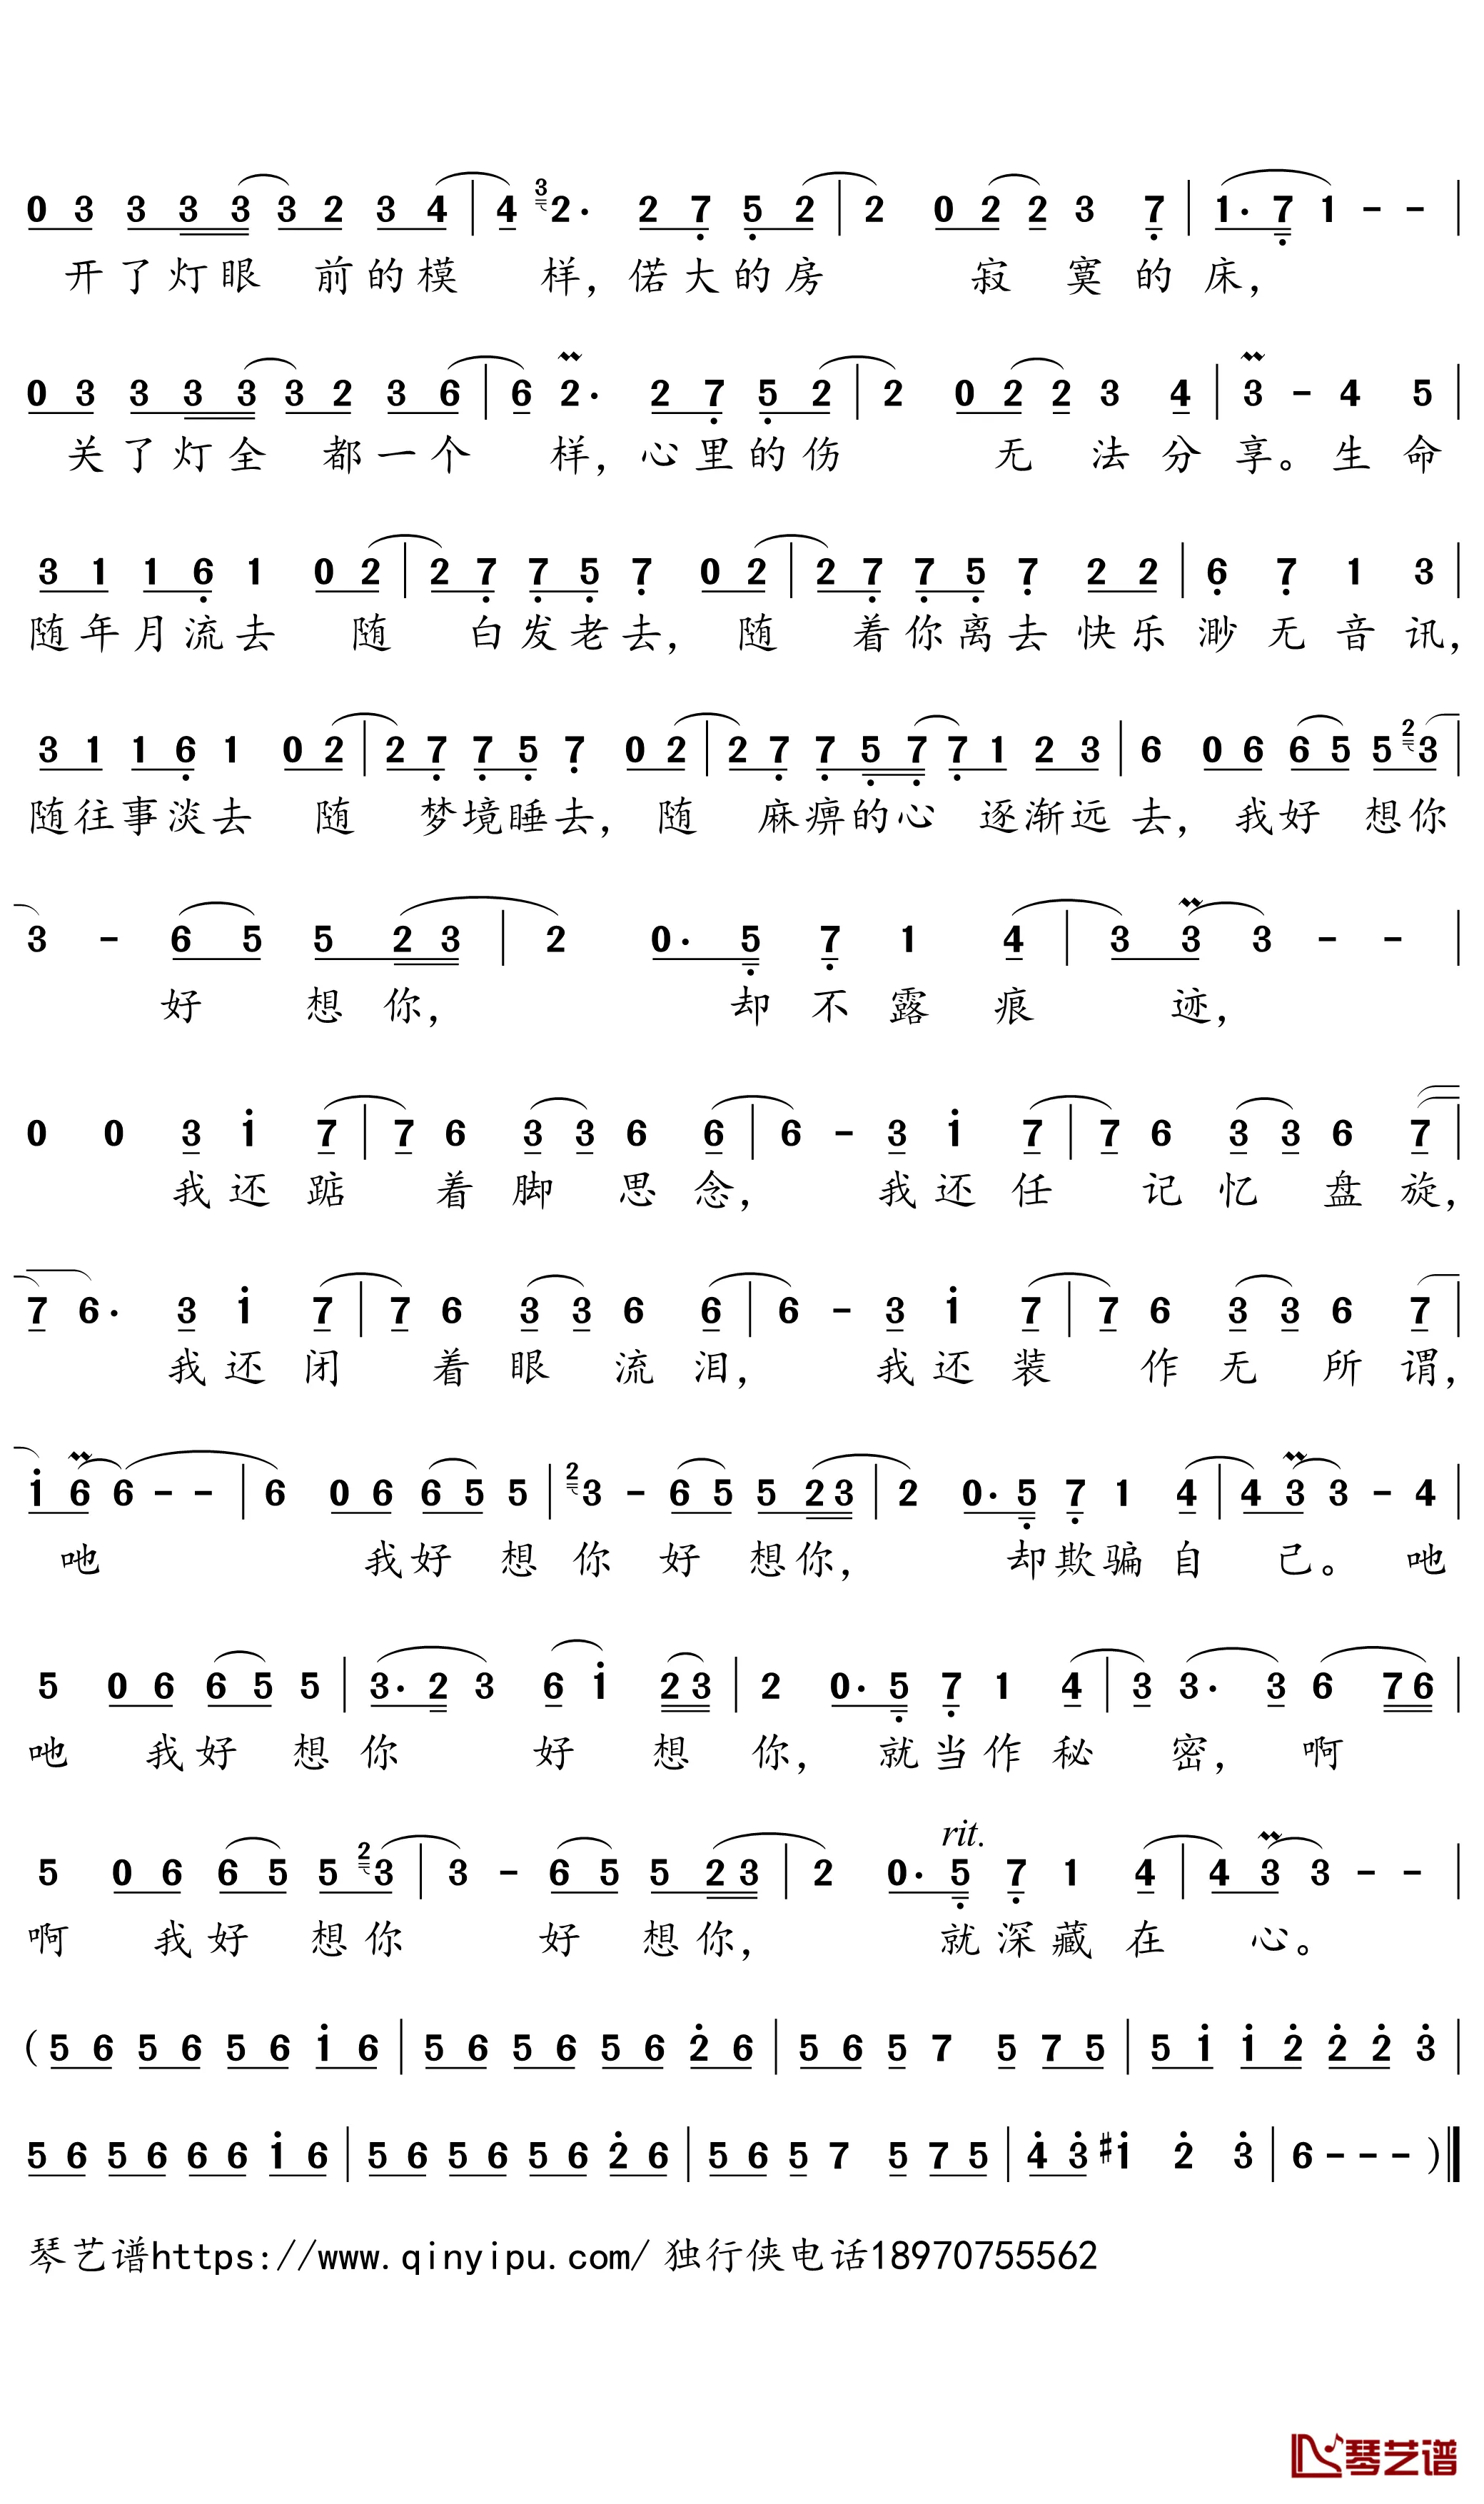 0 3 3 3 3 3 2 3 4 | 4 3 2· 2 7 5 2 | 2 0 2 2 3 7 | 1· 7 1 - - |
开了灯眼 前的模 样，偌大的房 寂寞的床，
0 3 3 3 3 3 2 3 6 | 6 2· 2 7 5 2 | 2 0 2 2 3 4 | 3 - 4 5 |
关了灯全 都一个 样，心里的伤 无法分享。生命
3 1 1 6 1 0 2 | 2 7 7 5 7 0 2 | 2 7 7 5 7 2 2 | 6 7 1 3 |
随年月流去 随 白发老去，随 着你离去快乐渺无音讯，
3 1 1 6 1 0 2 | 2 7 7 5 7 0 2 | 2 7 7 5 7 7 1 2 3 | 6 0 6 6 5 5 2 3 |
随往事淡去 随 梦境睡去，随 麻痹的心 逐渐远去，我好 想你
3 - 6 5 5 2 3 | 2 0· 5 7 1 4 | 3 3 3 - - |
好 想你， 却不露痕 迹，
0 0 3 i 7 | 7 6 3 3 6 6 | 6 - 3 i 7 | 7 6 3 3 6 7 |
我还踮 着脚 思念， 我还任 记忆 盘旋，
7 6· 3 i 7 | 7 6 3 3 6 6 | 6 - 3 i 7 | 7 6 3 3 6 7 |
我还闭 着眼 流泪， 我还装 作无 所谓，
i 6 6 - - | 6 0 6 6 5 5 | 2 3 - 6 5 5 2 3 | 2 0· 5 7 1 4 | 4 3 3 - 4 |
吔 我好 想你 好 想你， 却欺骗自 己。 吔
5 0 6 6 5 5 | 3· 2 3 6 i 2 3 | 2 0· 5 7 1 4 | 3 3· 3 6 7 6 |
吔 我好 想你 好 想 你，就当作秘 密，啊
rit.
5 0 6 6 5 5 2 3 | 3 - 6 5 5 2 3 | 2 0· 5 7 1 4 | 4 3 3 - - |
啊 我好 想你 好 想你， 就深藏在 心。
(5 6 5 6 5 6 i 6 | 5 6 5 6 5 6 2 6 | 5 6 5 7 5 7 5 | 5 i i 2 2 2 3 |
5 6 5 6 6 6 i 6 | 5 6 5 6 5 6 2 6 | 5 6 5 7 5 7 5 | 4 3 #i 2 3 | 6 - - - )‖
琴艺谱https://www.qinyipu.com/独行侠电话18970755562
琴艺谱